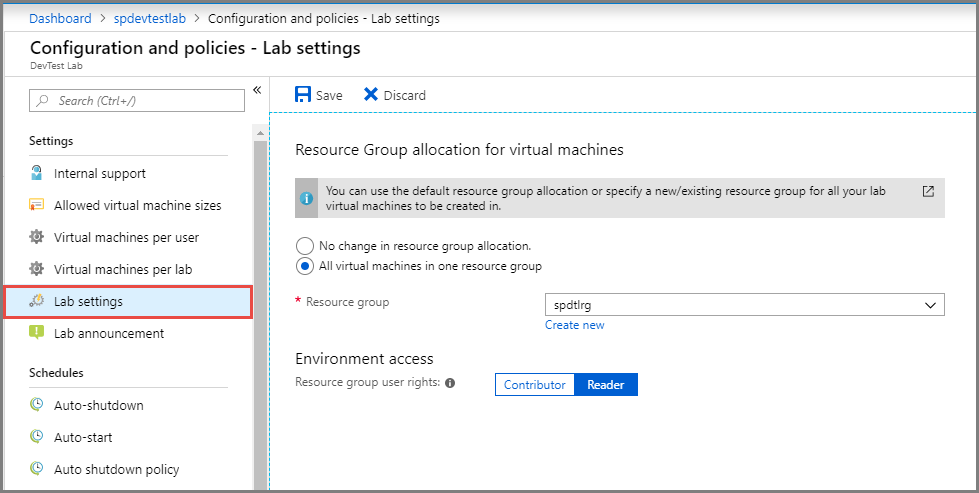 Dashboard > spdevtestlab > Configuration and policies - Lab settings
Configuration and policies - Lab settings
DevTest Lab
Search (Ctrl+/)
«
Settings
Internal support
Allowed virtual machine sizes
Virtual machines per user
Virtual machines per lab
Lab settings
Lab announcement
Schedules
Auto-shutdown
Auto-start
Auto shutdown policy
Save Discard
Resource Group allocation for virtual machines
You can use the default resource group allocation or specify a new/existing resource group for all your lab
virtual machines to be created in.
No change in resource group allocation.
All virtual machines in one resource group
* Resource group spdtlrg
Create new
Environment access
Resource group user rights: Contributor Reader